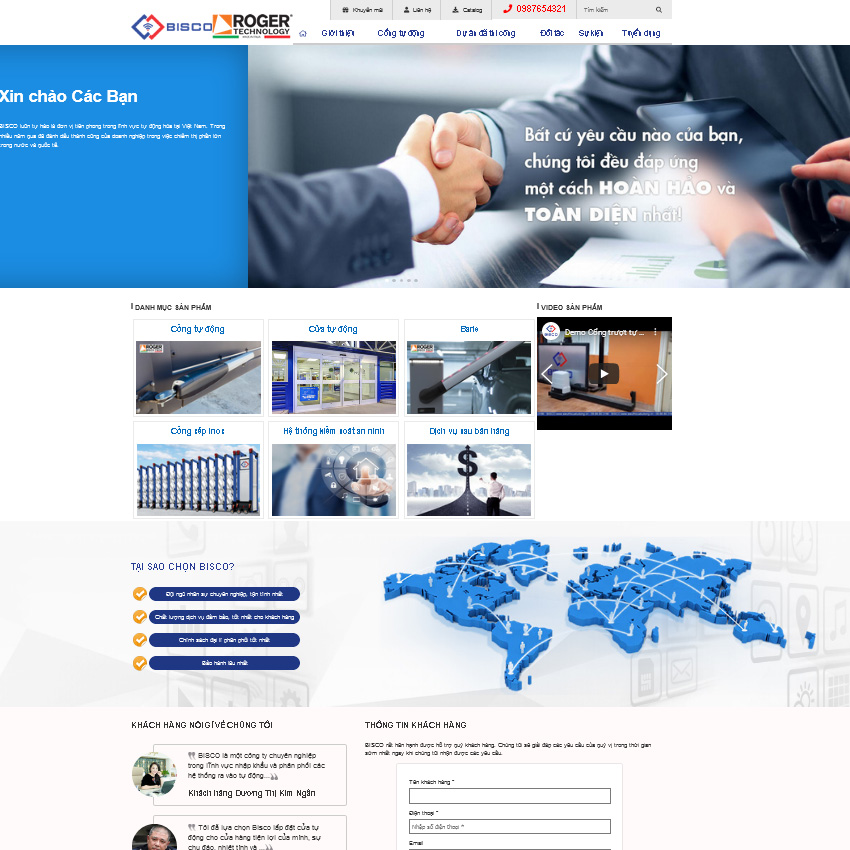 BISCO
ROGER
TECHNOLOGY
Khuyến mãi
Liên hệ
Catalog
0987654321
Tìm kiếm
Giới thiệu
Cổng tự động
Dự án đã thi công
Đối tác
Sự kiện
Tuyển dụng
Xin chào Các Bạn
BISCO luôn tự hào là đơn vị tiên phong trong lĩnh vực tự động hóa tại Việt Nam. Trong
nhiều năm qua đã đánh dấu thành công của doanh nghiệp trong việc chiếm thị phần lớn
trong nước và quốc tế.
Bất cứ yêu cầu nào của bạn,
chúng tôi đều đáp ứng
một cách HOÀN HẢO và
TOÀN DIỆN nhất!
DANH MỤC SẢN PHẨM
VIDEO SẢN PHẨM
Cổng tự động
Cửa tự động
Barie
ROGER
ROGER
Demo Cổng trượt tự ...
BISCO
Cổng xếp inox
Hệ thống kiểm soát an ninh
Dịch vụ sau bán hàng
$
TẠI SAO CHỌN BISCO?
Đội ngũ nhân sự chuyên nghiệp, tận tình nhất
Chất lượng dịch vụ đảm bảo, tốt nhất cho khách hàng
Chính sách đại lí phân phối tốt nhất
Bảo hành lâu nhất
KHÁCH HÀNG NÓI GÌ VỀ CHÚNG TÔI
BISCO là một công ty chuyên nghiệp
trong lĩnh vực nhập khẩu và phân phối các
hệ thống ra vào tự động...
Khách hàng Dương Thị Kim Ngân
Tôi đã lựa chọn Bisco lắp đặt cửa tự
động cho cửa hàng tiện lợi của mình, sự
chu đáo, nhiệt tình và ...
THÔNG TIN KHÁCH HÀNG
BISCO rất hân hạnh được hỗ trợ quý khách hàng. Chúng tôi sẽ giải đáp các yêu cầu của quý vị trong thời gian
sớm nhất ngay khi chúng tôi nhận được các yêu cầu.
Tên khách hàng *
Điện thoại *
Nhập số điện thoại *
Email